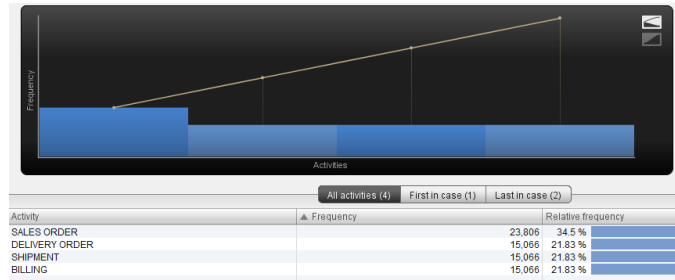 Frequency
Activities
All activities (4) First in case (1) Last in case (2)
Activity Frequency Relative frequency
SALES ORDER 23,806 34.5 %
DELIVERY ORDER 15,066 21.83 %
SHIPMENT 15,066 21.83 %
BILLING 15,066 21.83 %